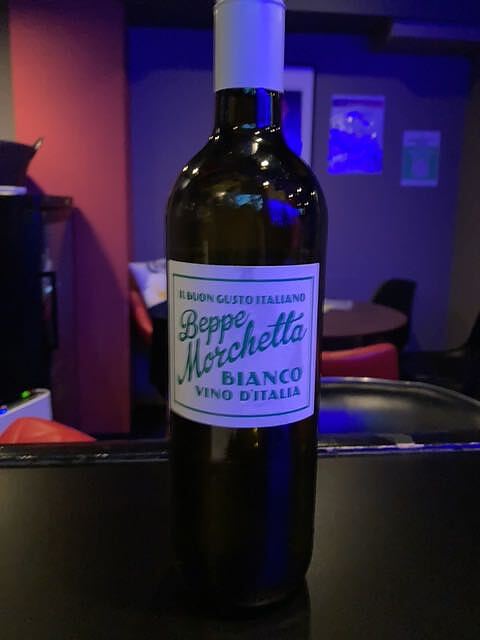 IL BUON GUSTO ITALIANO
Beppe
Morchetta
BIANCO
VINO D'ITALIA